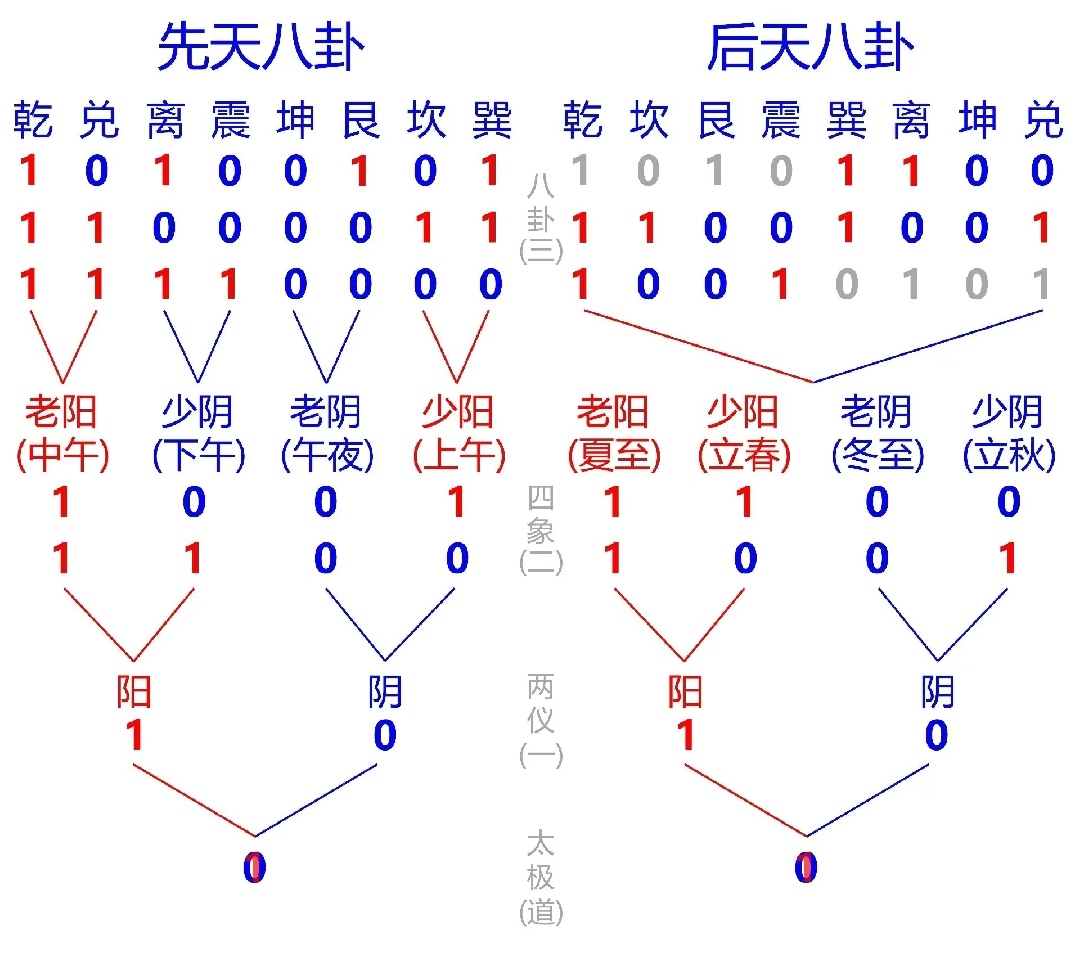 先天八卦 后天八卦
乾 兑 离 震 坤 艮 坎 巽 乾 坎 艮 震 巽 离 坤 兑
1 0 1 0 0 1 0 1 八 1 0 1 0 1 1 0 0
1 1 0 0 0 0 1 1 卦 1 1 0 0 1 0 0 1
1 1 1 1 0 0 0 0 (三) 1 0 0 1 0 1 0 1
老阳 少阴 老阴 少阳 老阳 少阳 老阴 少阴
(中午) (下午) (午夜) (上午) (夏至) (立春) (冬至) (立秋)
1 0 0 1 四 1 1 0 0
象
1 1 0 0 (二) 1 0 0 1
阳 阴 两 阳 阴
1 0 仪 1 0
(一)
太
0 极 0
(道)